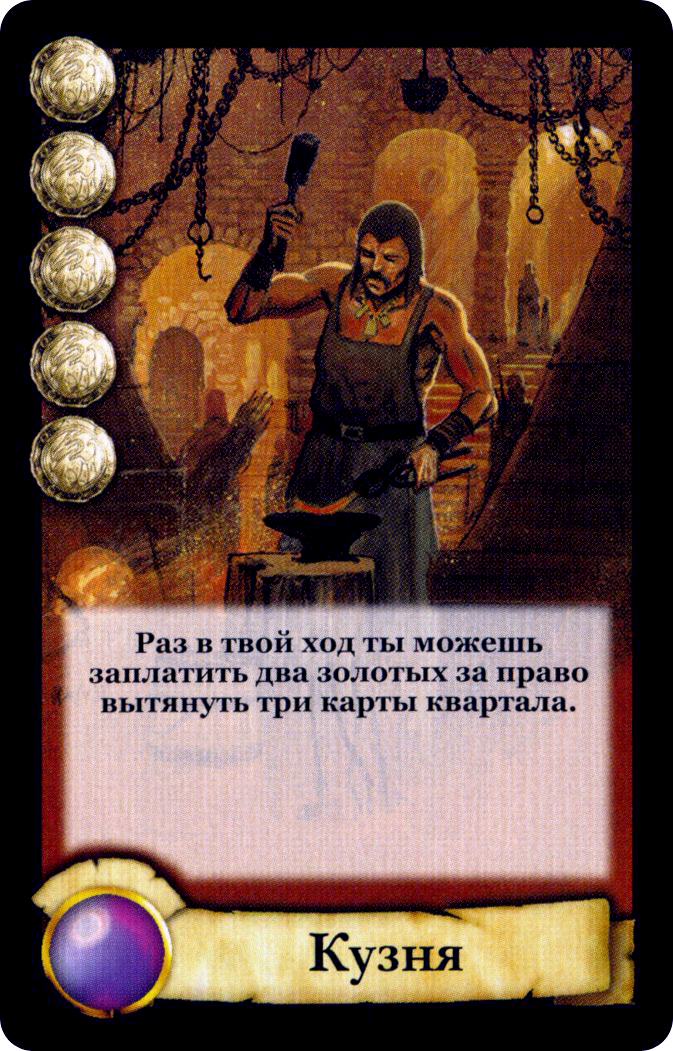 Раз в твой ход ты можешь
заплатить два золотых за право
вытянуть три карты квартала.
Кузня